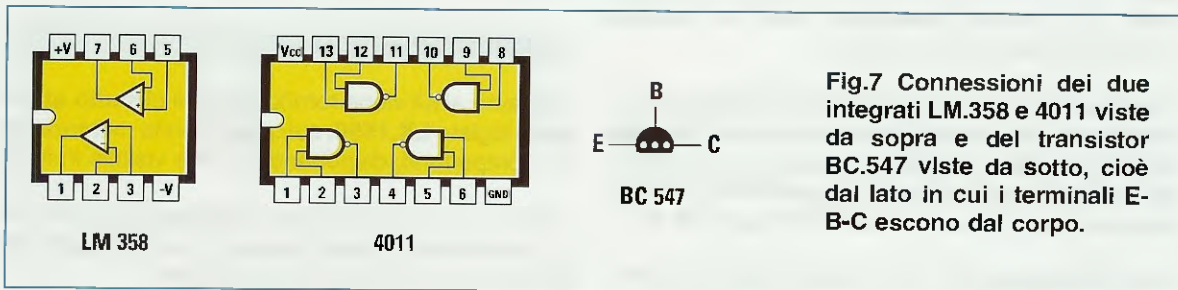 +V 7 6 5
1 2 3 -V
LM 358
Vcc 13 12 11 10 9 8
1 2 3 4 5 6 GND
4011
B
E C
BC 547
Fig.7 Connessioni dei due
integrati LM.358 e 4011 viste
da sopra e del transistor
BC.547 viste da sotto, cioè
dal lato in cui i terminali E-
B-C escono dal corpo.